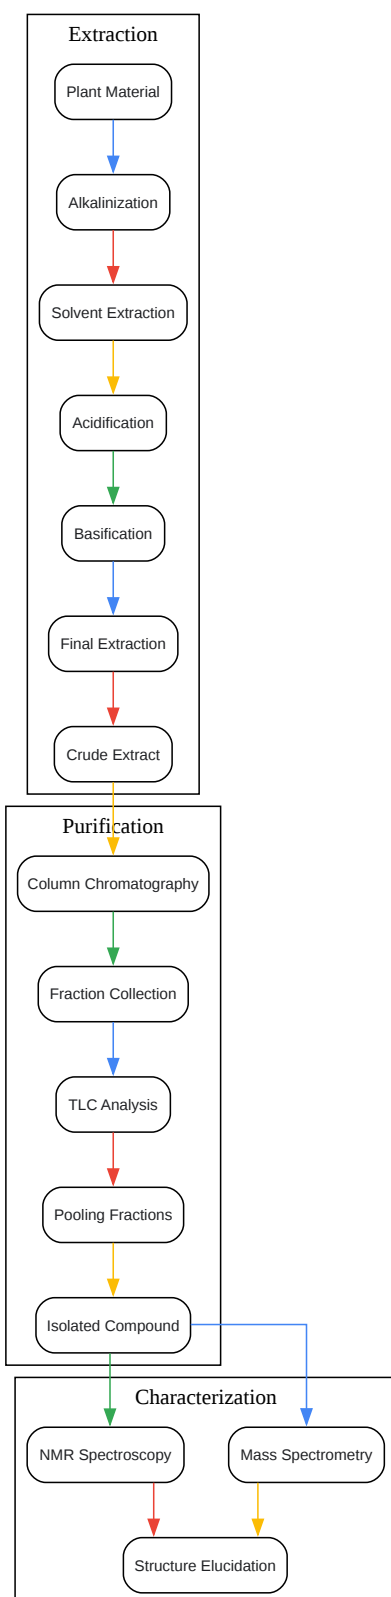 Extraction
Plant Material
Alkalinization
Solvent Extraction
Acidification
Basification
Final Extraction
Crude Extract
Purification
Column Chromatography
Fraction Collection
TLC Analysis
Pooling Fractions
Isolated Compound
Characterization
NMR Spectroscopy
Mass Spectrometry
Structure Elucidation